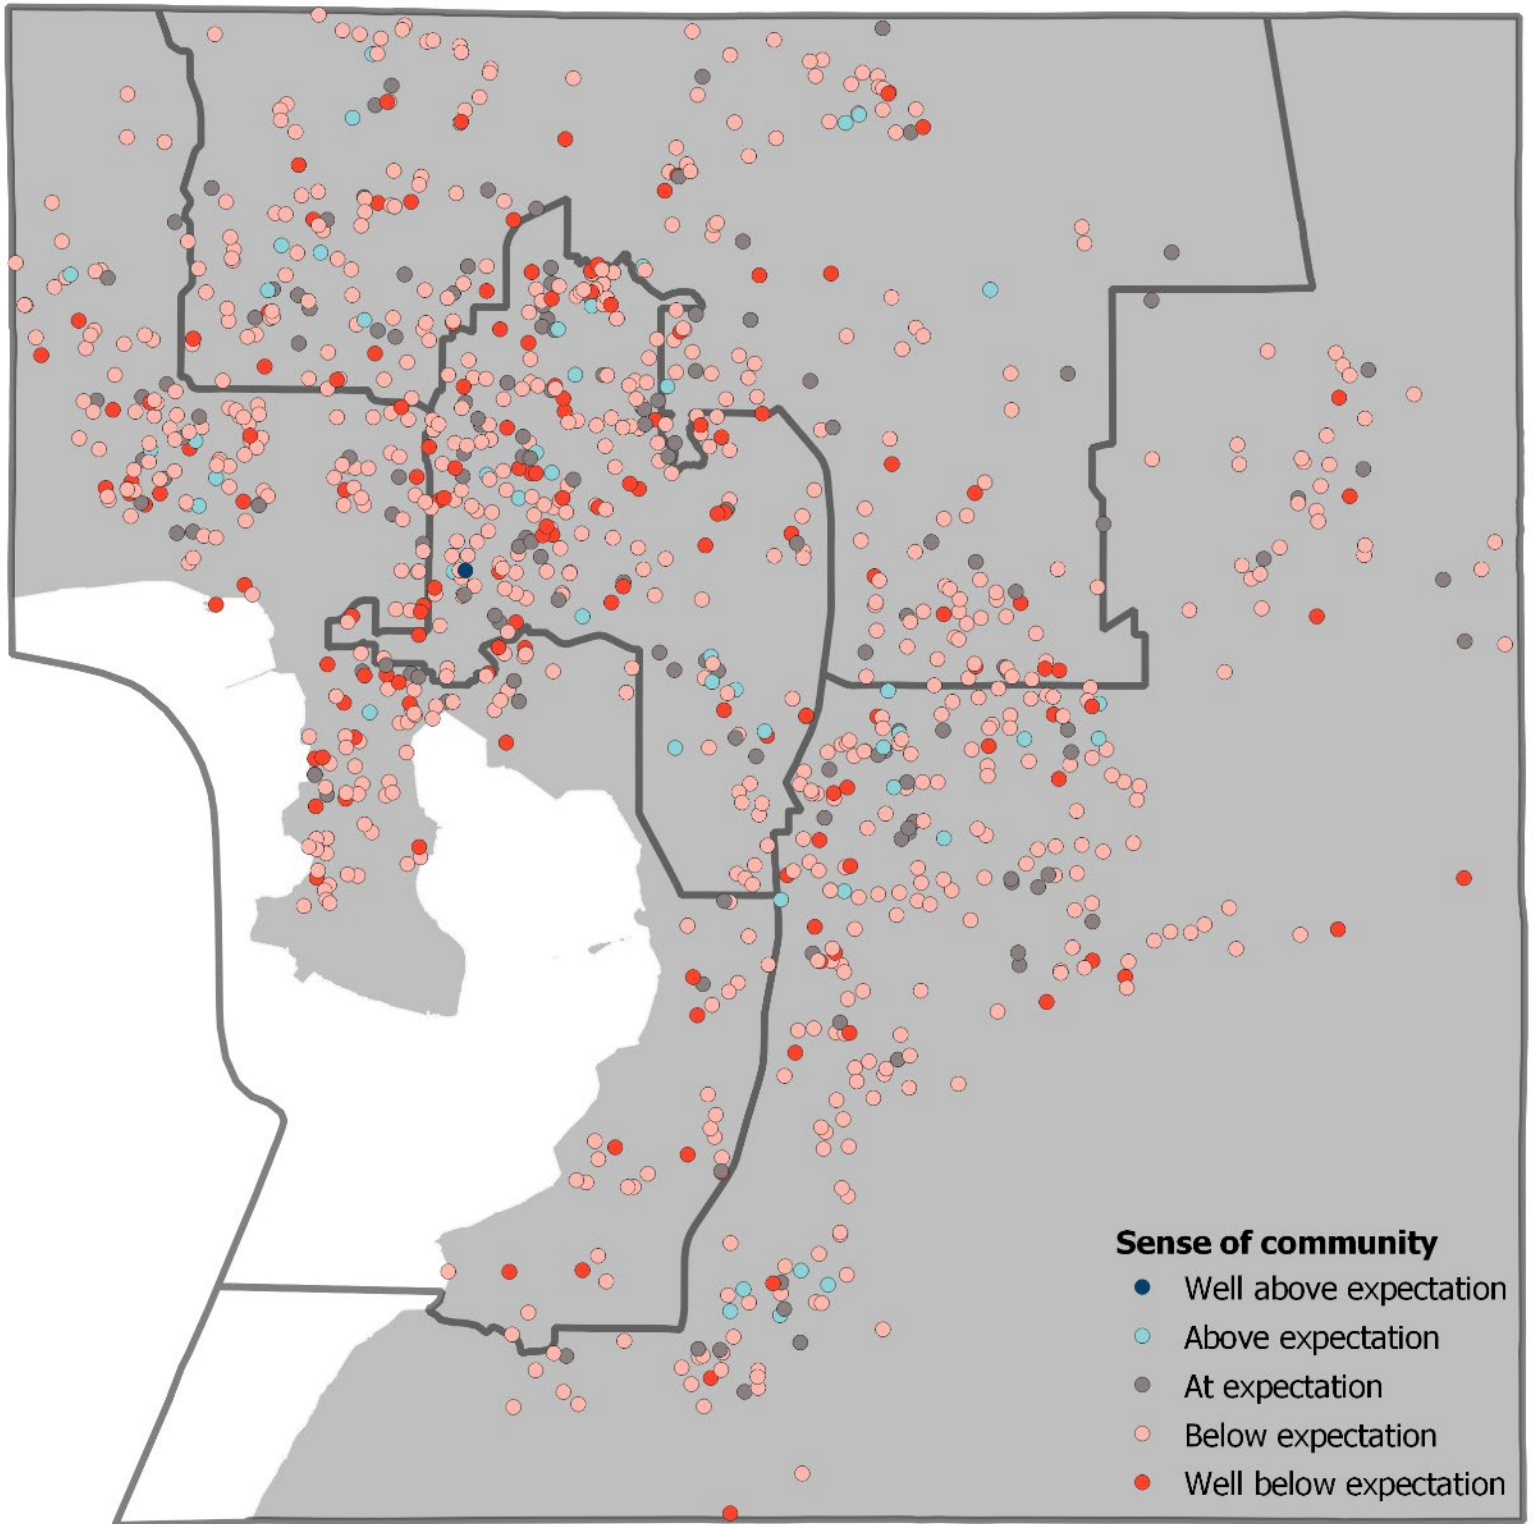 Sense of community
Well above expectation
Above expectation
At expectation
Below expectation
Well below expectation